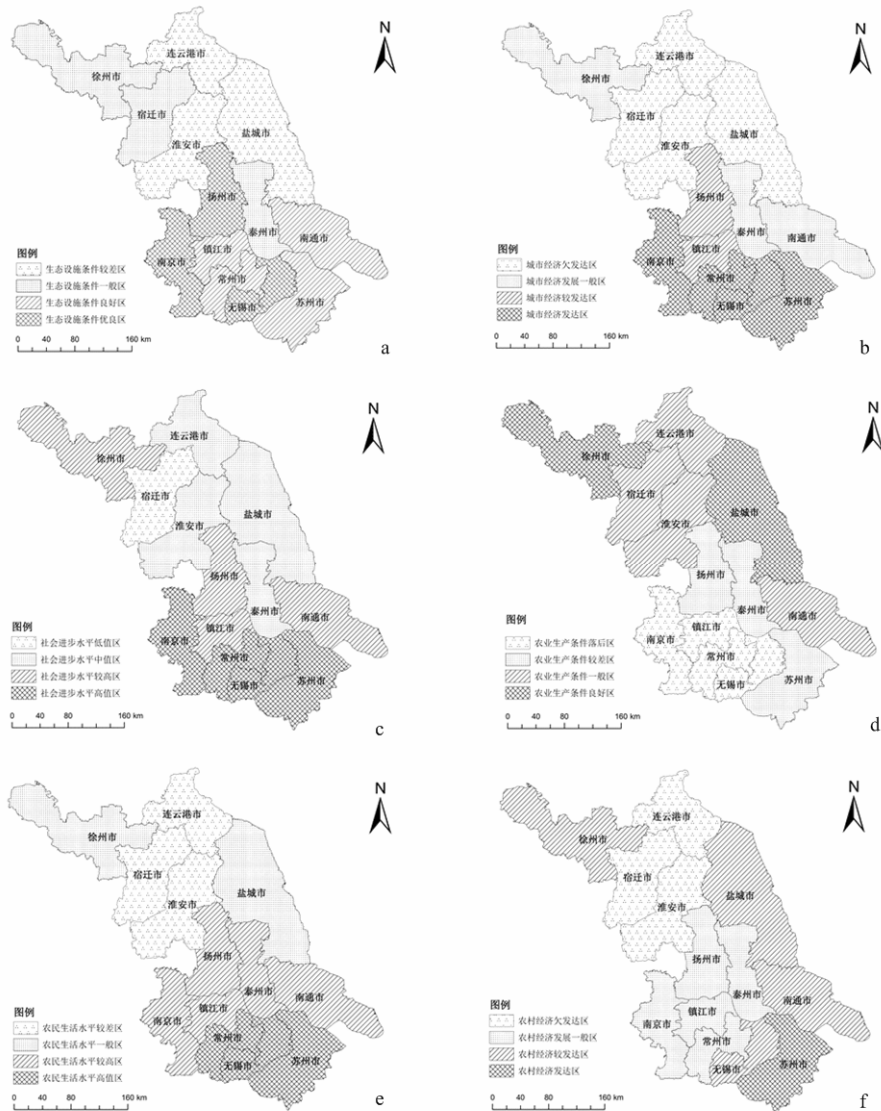 N
连云港市
徐州市
宿迁市
淮安市
盐城市
扬州市
泰州市
南通市
南京市
镇江市
常州市
无锡市
苏州市
图例
生态设施条件较差区
生态设施条件一般区
生态设施条件良好区
生态设施条件优良区
0 40 80 160 km
a
N
连云港市
徐州市
宿迁市
淮安市
盐城市
扬州市
泰州市
南通市
南京市
镇江市
常州市
无锡市
苏州市
图例
城市经济欠发达区
城市经济发展一般区
城市经济较发达区
城市经济发达区
0 40 80 160 km
b
N
连云港市
徐州市
宿迁市
淮安市
盐城市
扬州市
泰州市
南通市
南京市
镇江市
常州市
无锡市
苏州市
图例
社会进步水平低值区
社会进步水平中值区
社会进步水平较高区
社会进步水平高值区
0 40 80 160 km
c
N
连云港市
徐州市
宿迁市
淮安市
盐城市
扬州市
泰州市
南通市
南京市
镇江市
常州市
无锡市
苏州市
图例
农业生产条件落后区
农业生产条件较差区
农业生产条件一般区
农业生产条件良好区
0 40 80 160 km
d
N
连云港市
徐州市
宿迁市
淮安市
盐城市
扬州市
泰州市
南通市
南京市
镇江市
常州市
无锡市
苏州市
图例
农民生活水平较差区
农民生活水平一般区
农民生活水平较高区
农民生活水平高值区
0 40 80 160 km
e
N
连云港市
徐州市
宿迁市
淮安市
盐城市
扬州市
泰州市
南通市
南京市
镇江市
常州市
无锡市
苏州市
图例
农村经济欠发达区
农村经济发展一般区
农村经济较发达区
农村经济发达区
0 40 80 160 km
f